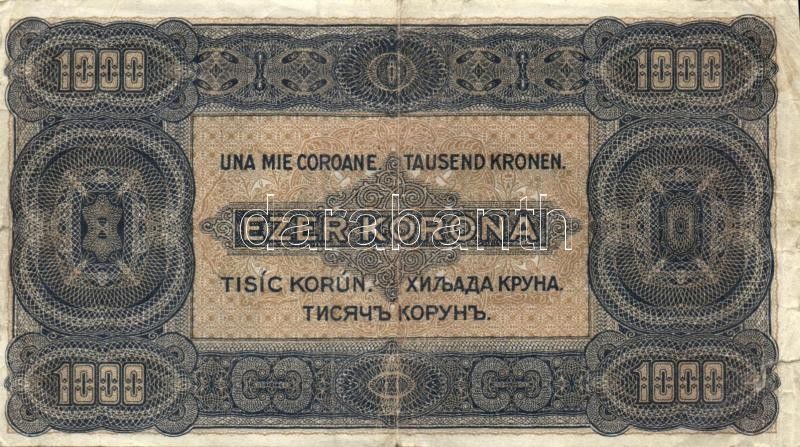 1000 1000
UNA MIE COROANE. TAUSEND KRONEN.
EZER KORONA
darabanth
TISÍC KORÚN. ХИЉАДА КРУНА.
ТИСЯЧЪ КОРУНЪ.
1000 1000